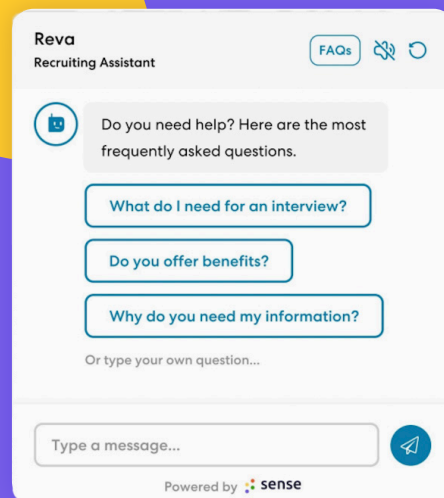 Reva
Recruiting Assistant
FAQs
Do you need help? Here are the most
frequently asked questions.
What do I need for an interview?
Do you offer benefits?
Why do you need my information?
Or type your own question...
Type a message...
Powered by sense